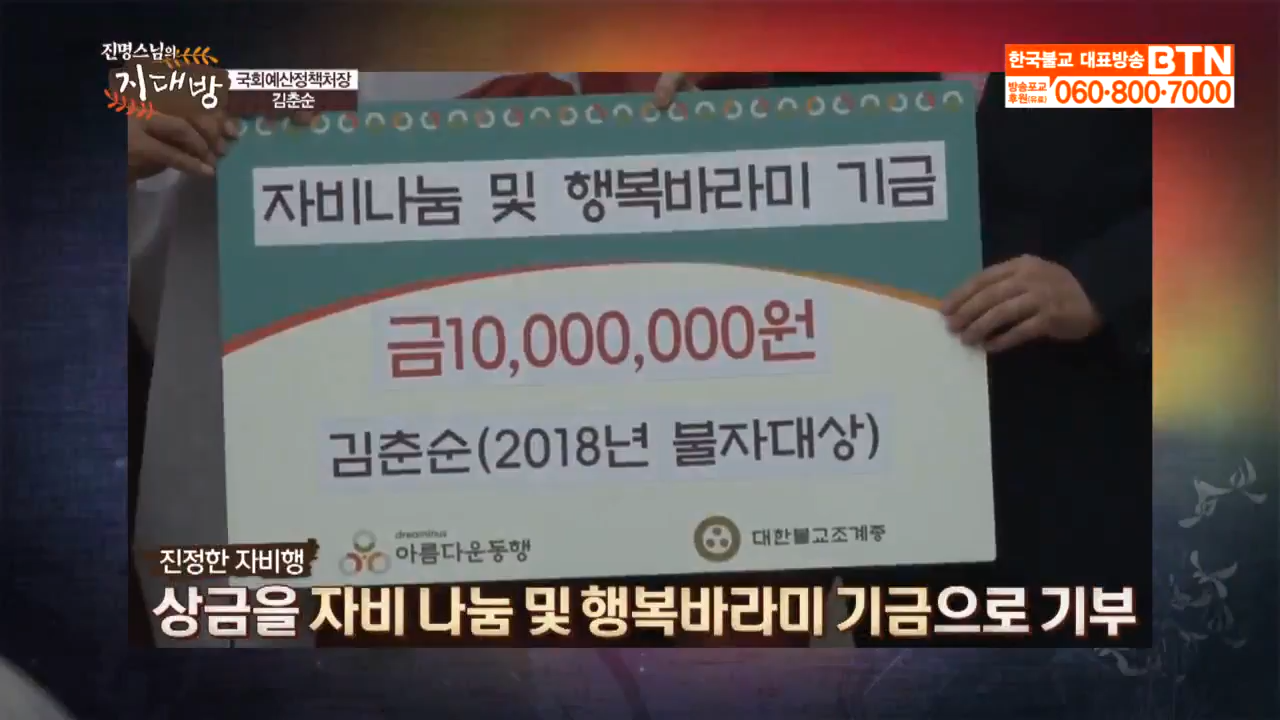 진명스님의
지대방
국회예산정책처장
김춘순
한국불교 대표방송 BTN
방송포교
후원(유료)
060·800·7000
자비나눔 및 행복바라미 기금
금10,000,000원
김춘순(2018년 불자대상)
dreaminus
아름다운동행
대한불교조계종
진정한 자비행
상금을 자비 나눔 및 행복바라미 기금으로 기부